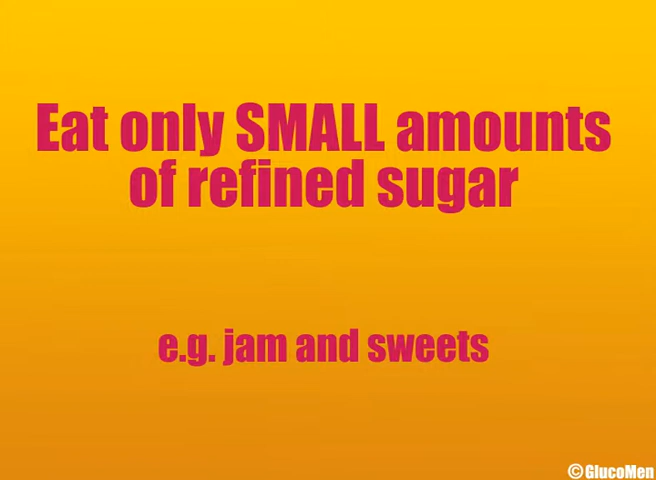 Eat only SMALL amounts
of refined sugar
e.g. jam and sweets
©GlucoMen